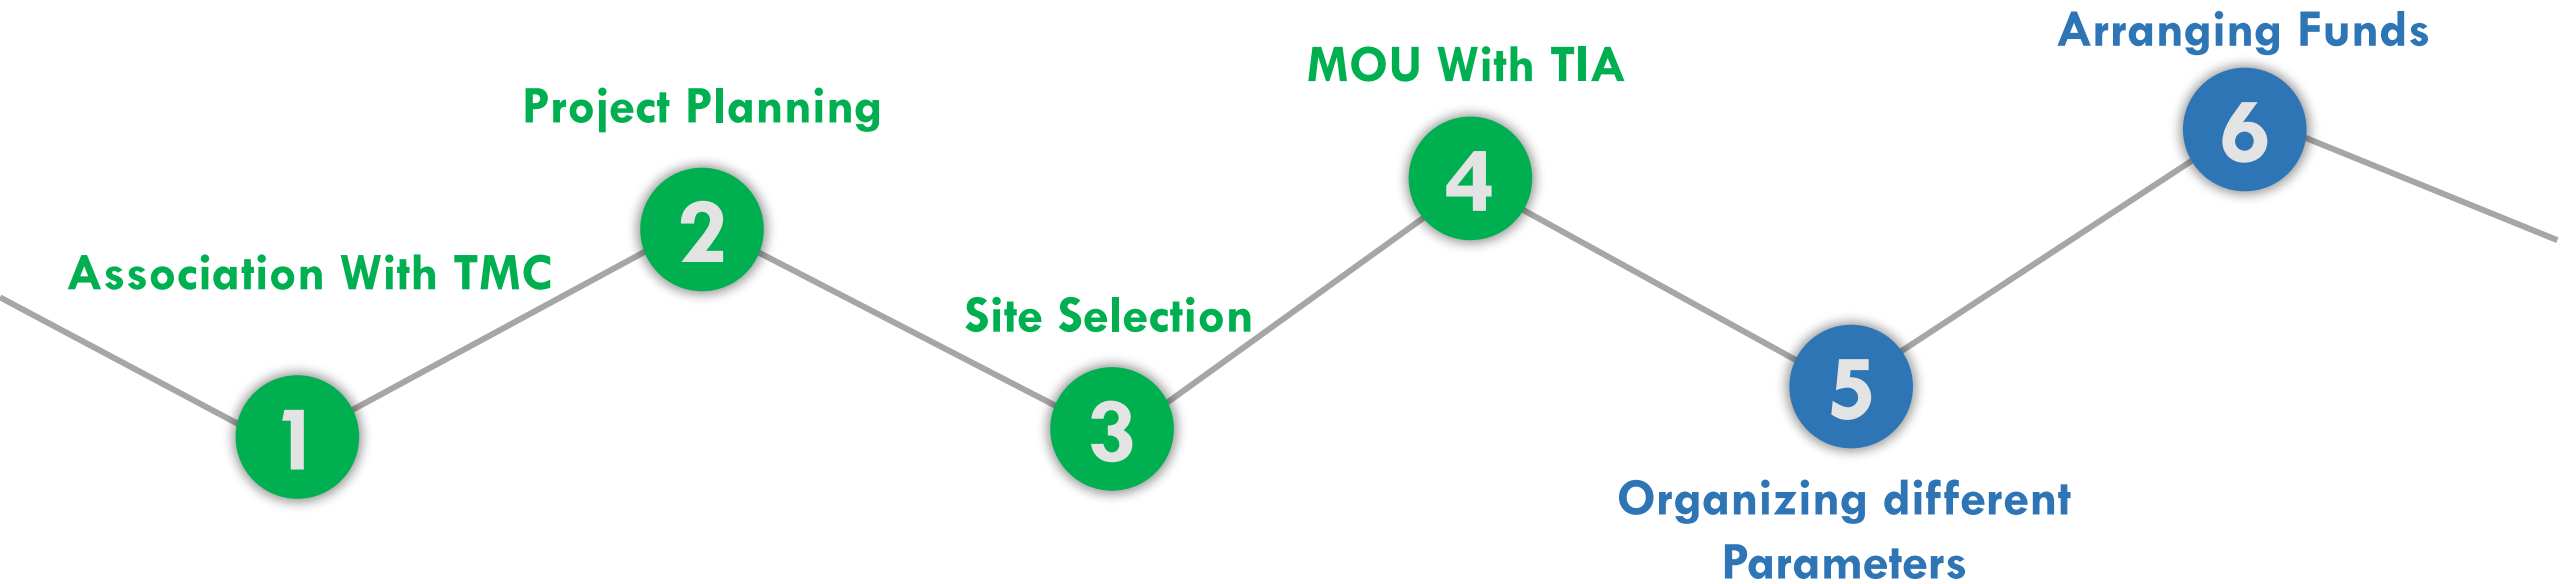 Association With TMC
1
Project Planning
2
Site Selection
3
MOU With TIA
4
5
Organizing different
Parameters
Arranging Funds
6